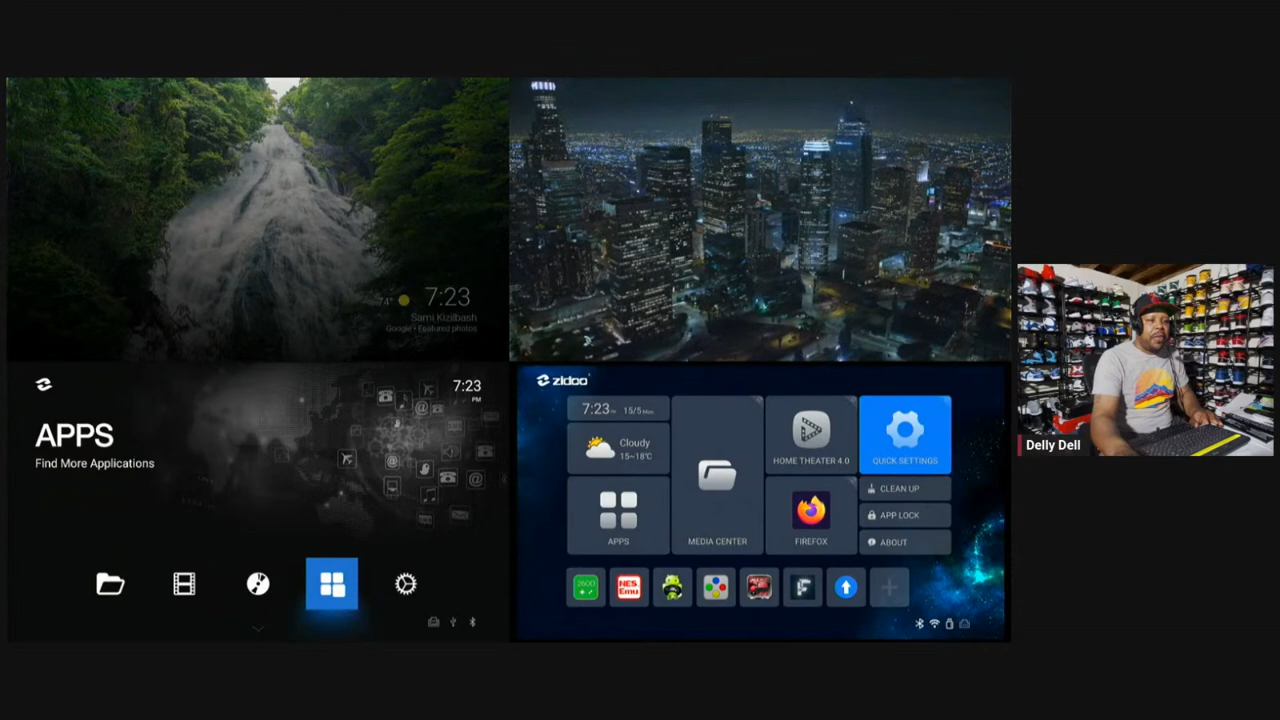 74°
7:23
Sami Kizilbash
Google • Featured photos
7:23
PM
APPS
Find More Applications
zidoo
7:23
15/5
Cloudy
15~18°C
APPS
MEDIA CENTER
HOME THEATER 4.0
FIREFOX
QUICK SETTINGS
CLEAN UP
APP LOCK
ABOUT
2600
NES.
Emu
F
Delly Dell